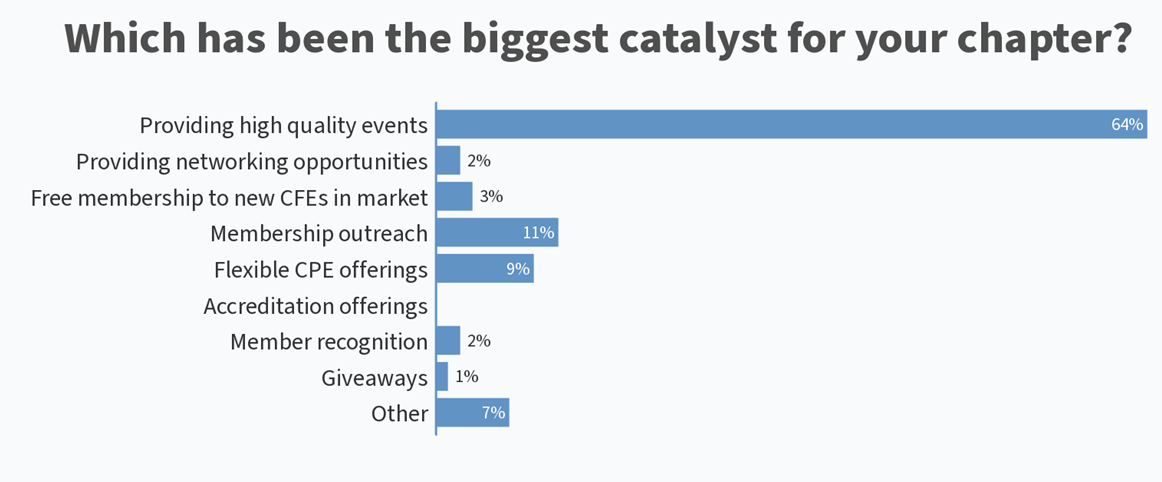 Which has been the biggest catalyst for your chapter?
Providing high quality events 64%
Providing networking opportunities 2%
Free membership to new CFEs in market 3%
Membership outreach 11%
Flexible CPE offerings 9%
Accreditation offerings
Member recognition 2%
Giveaways 1%
Other 7%